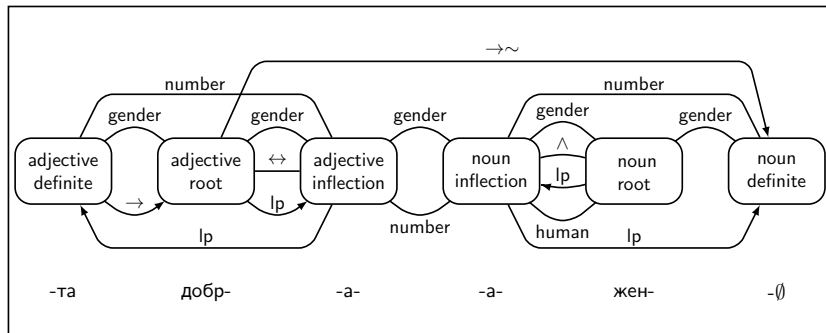 →∼
number
number
gender
gender
gender
gender
gender
adjective
definite
adjective
root
adjective
inflection
noun
inflection
noun
root
noun
definite
↔
∧
lp
→
lp
number
human
lp
lp
-та
добр-
-а-
-а-
жен-
-∅